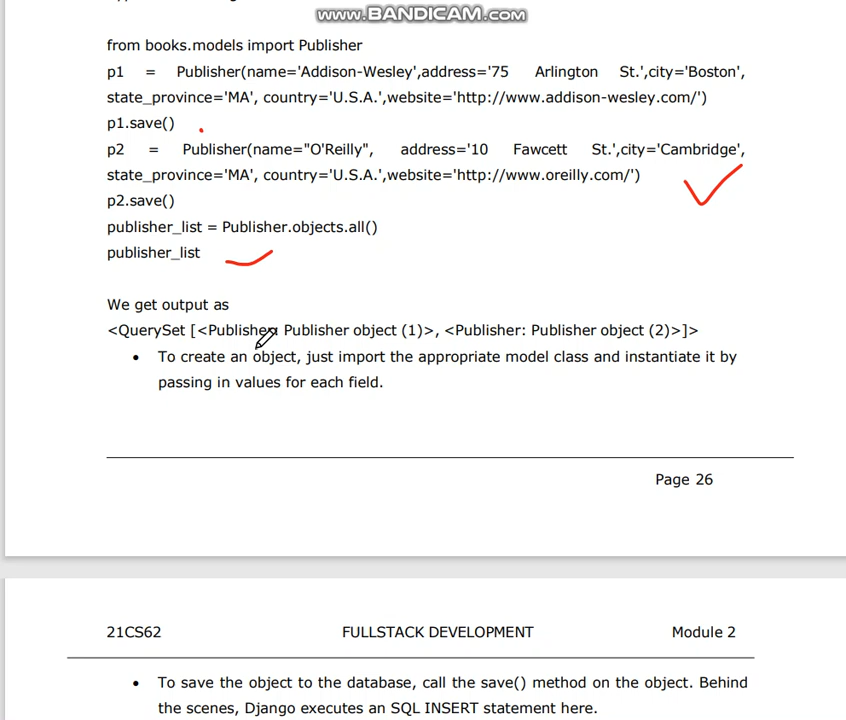 www.BANDICAM.com
from books.models import Publisher
p1 = Publisher(name='Addison-Wesley',address='75 Arlington St.',city='Boston',
state_province='MA', country='U.S.A.',website='http://www.addison-wesley.com/')
p1.save()
p2 = Publisher(name="O'Reilly", address='10 Fawcett St.',city='Cambridge',
state_province='MA', country='U.S.A.',website='http://www.oreilly.com/')
p2.save()
publisher_list = Publisher.objects.all()
publisher_list
We get output as
<QuerySet [<Publisher: Publisher object (1)>, <Publisher: Publisher object (2)>]>
• To create an object, just import the appropriate model class and instantiate it by
passing in values for each field.
Page 26
21CS62 FULLSTACK DEVELOPMENT Module 2
• To save the object to the database, call the save() method on the object. Behind
the scenes, Django executes an SQL INSERT statement here.